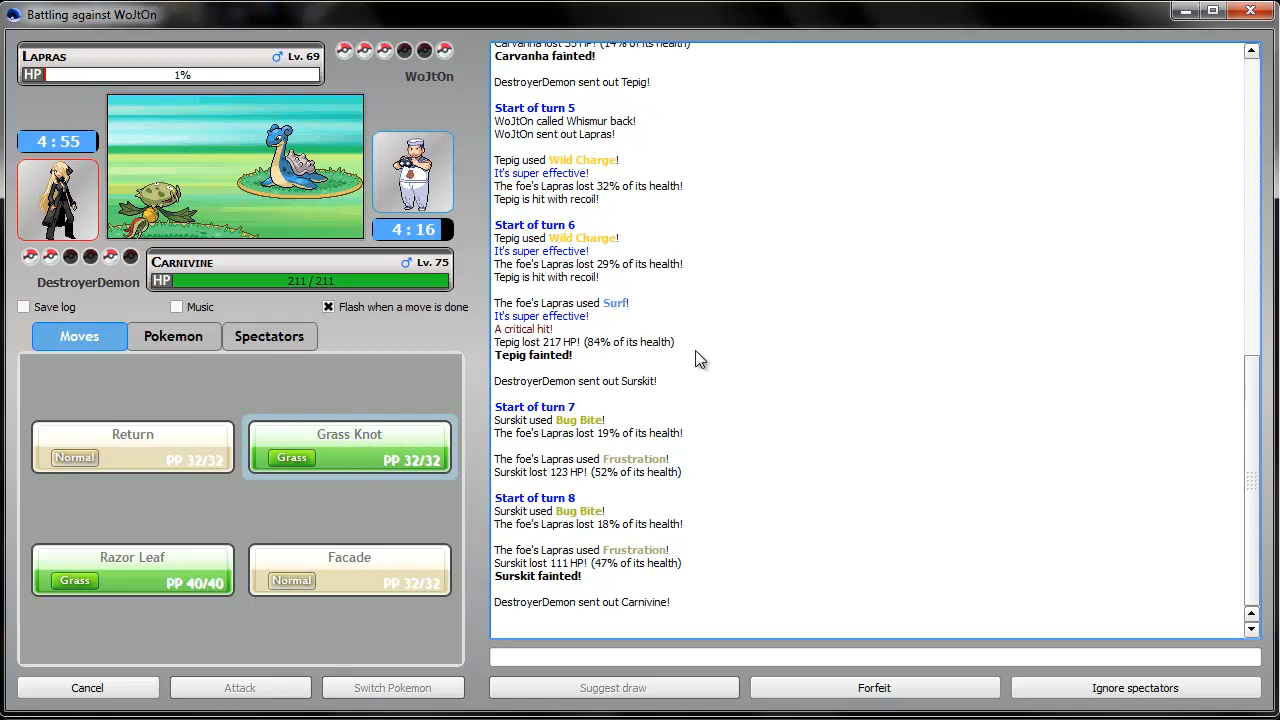 Battling against WoJtOn
LAPRAS ♂ Lv. 69
HP 1%
WoJtOn
4:55
4:16
DestroyerDemon
CARNIVINE ♂ Lv. 75
HP 211/211
Save log
Music
Flash when a move is done
Moves
Pokemon
Spectators
Return
Normal PP 32/32
Grass Knot
Grass PP 32/32
Razor Leaf
Grass PP 40/40
Facade
Normal PP 32/32
Cancel
Attack
Switch Pokemon
Carvanha lost 35 HP! (14% of its health)
Carvanha fainted!
DestroyerDemon sent out Tepig!
Start of turn 5
WoJtOn called Whismur back!
WoJtOn sent out Lapras!
Tepig used Wild Charge!
It's super effective!
The foe's Lapras lost 32% of its health!
Tepig is hit with recoil!
Start of turn 6
Tepig used Wild Charge!
It's super effective!
The foe's Lapras lost 29% of its health!
Tepig is hit with recoil!
The foe's Lapras used Surf!
It's super effective!
A critical hit!
Tepig lost 217 HP! (84% of its health)
Tepig fainted!
DestroyerDemon sent out Surskit!
Start of turn 7
Surskit used Bug Bite!
The foe's Lapras lost 19% of its health!
The foe's Lapras used Frustration!
Surskit lost 123 HP! (52% of its health)
Start of turn 8
Surskit used Bug Bite!
The foe's Lapras lost 18% of its health!
The foe's Lapras used Frustration!
Surskit lost 111 HP! (47% of its health)
Surskit fainted!
DestroyerDemon sent out Carnivine!
Suggest draw
Forfeit
Ignore spectators